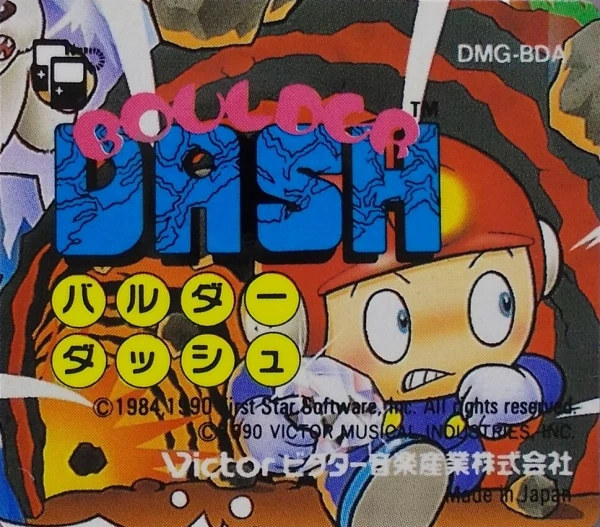 DMG-BDA
BOULDER
DASH™
バルダー
ダッシュ
©1984,1990 First Star Software, Inc. All rights reserved.
©1990 VICTOR MUSICAL INDUSTRIES, INC.
Victor ビクター音楽産業株式会社
Made in Japan